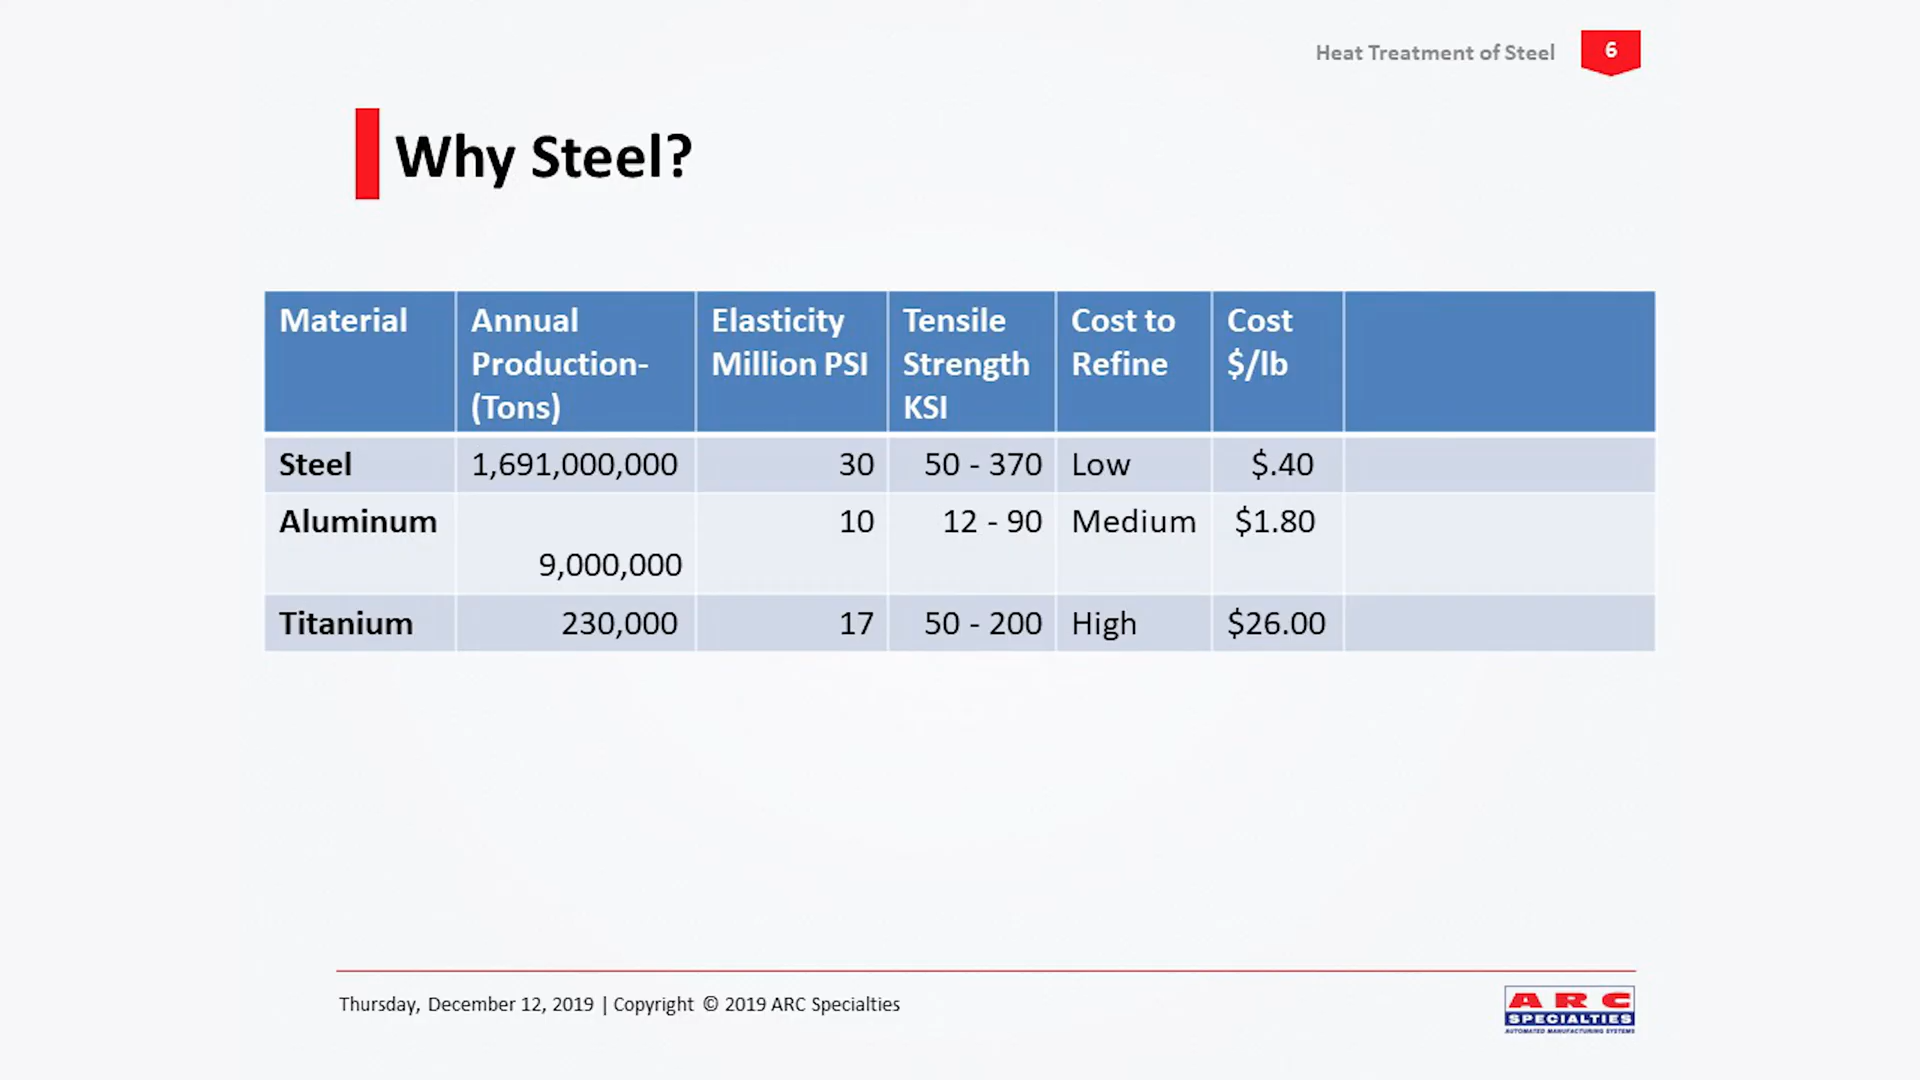 Heat Treatment of Steel 6
Why Steel?
Material Annual Elasticity Tensile Cost to Cost
Production- Million PSI Strength Refine $/lb
(Tons) KSI
Steel 1,691,000,000 30 50 - 370 Low $.40
Aluminum 10 12 - 90 Medium $1.80
9,000,000
Titanium 230,000 17 50 - 200 High $26.00
Thursday, December 12, 2019 | Copyright © 2019 ARC Specialties
ARC
SPECIALTIES
AUTOMATED MANUFACTURING SYSTEMS